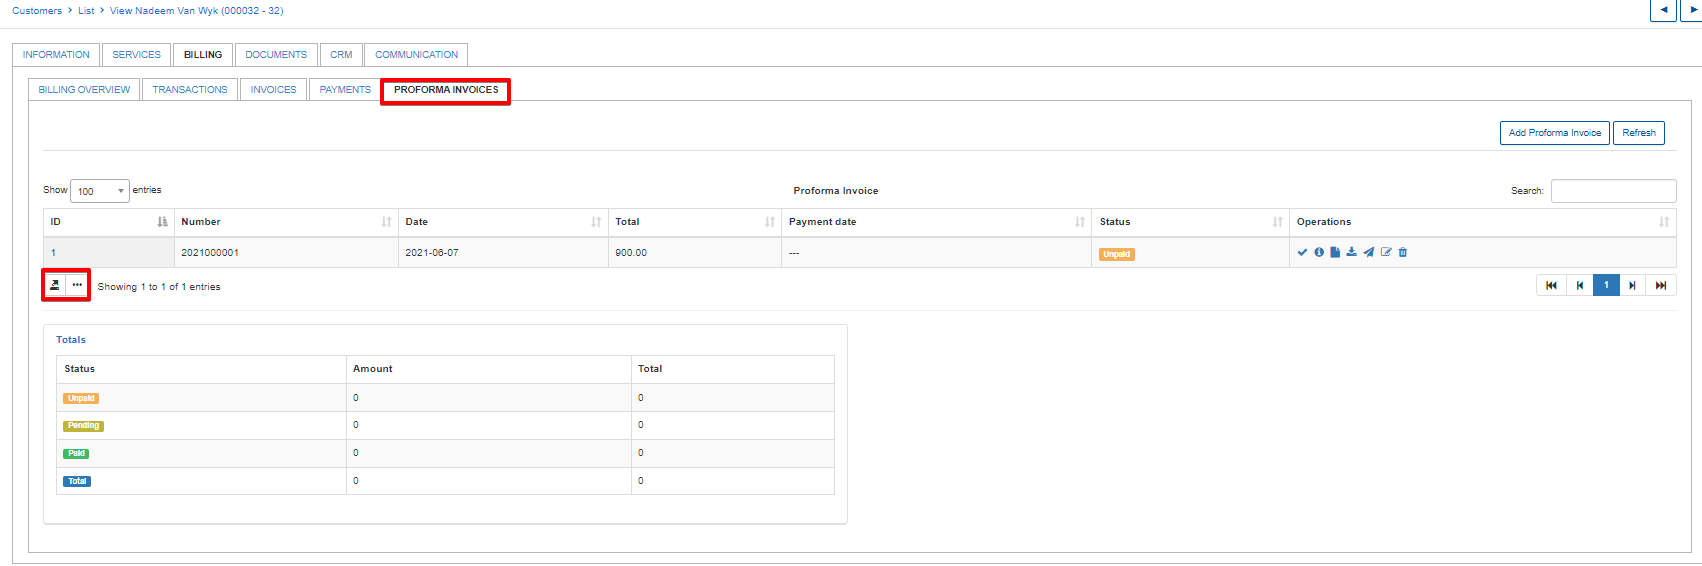 Customers > List > View Nadeem Van Wyk (000032 - 32)
INFORMATION SERVICES BILLING DOCUMENTS CRM COMMUNICATION
BILLING OVERVIEW TRANSACTIONS INVOICES PAYMENTS PROFORMA INVOICES
Add Proforma Invoice Refresh
Show 100 entries Proforma Invoice Search:
ID Number Date Total Payment date Status Operations
1 2021000001 2021-06-07 900.00 --- Unpaid
Showing 1 to 1 of 1 entries 1
Totals
Status Amount Total
Unpaid 0 0
Pending 0 0
Paid 0 0
Total 0 0